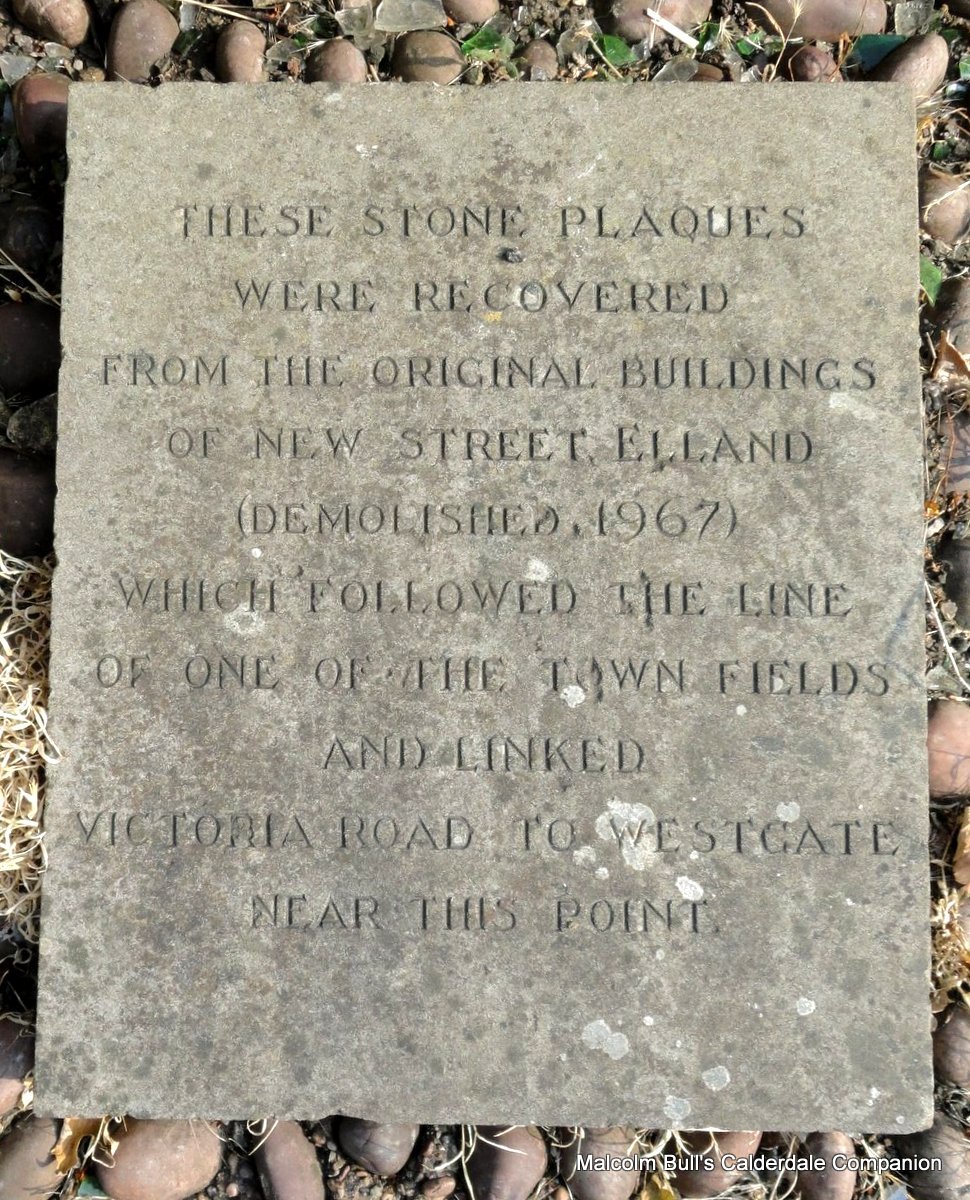 THESE STONE PLAQUES
WERE RECOVERED
FROM THE ORIGINAL BUILDINGS
OF NEW STREET, ELLAND
(DEMOLISHED, 1967)
WHICH FOLLOWED THE LINE
OF ONE OF THE TOWN FIELDS
AND LINKED
VICTORIA ROAD TO WESTGATE
NEAR THIS POINT.
Malcolm Bull's Calderdale Companion